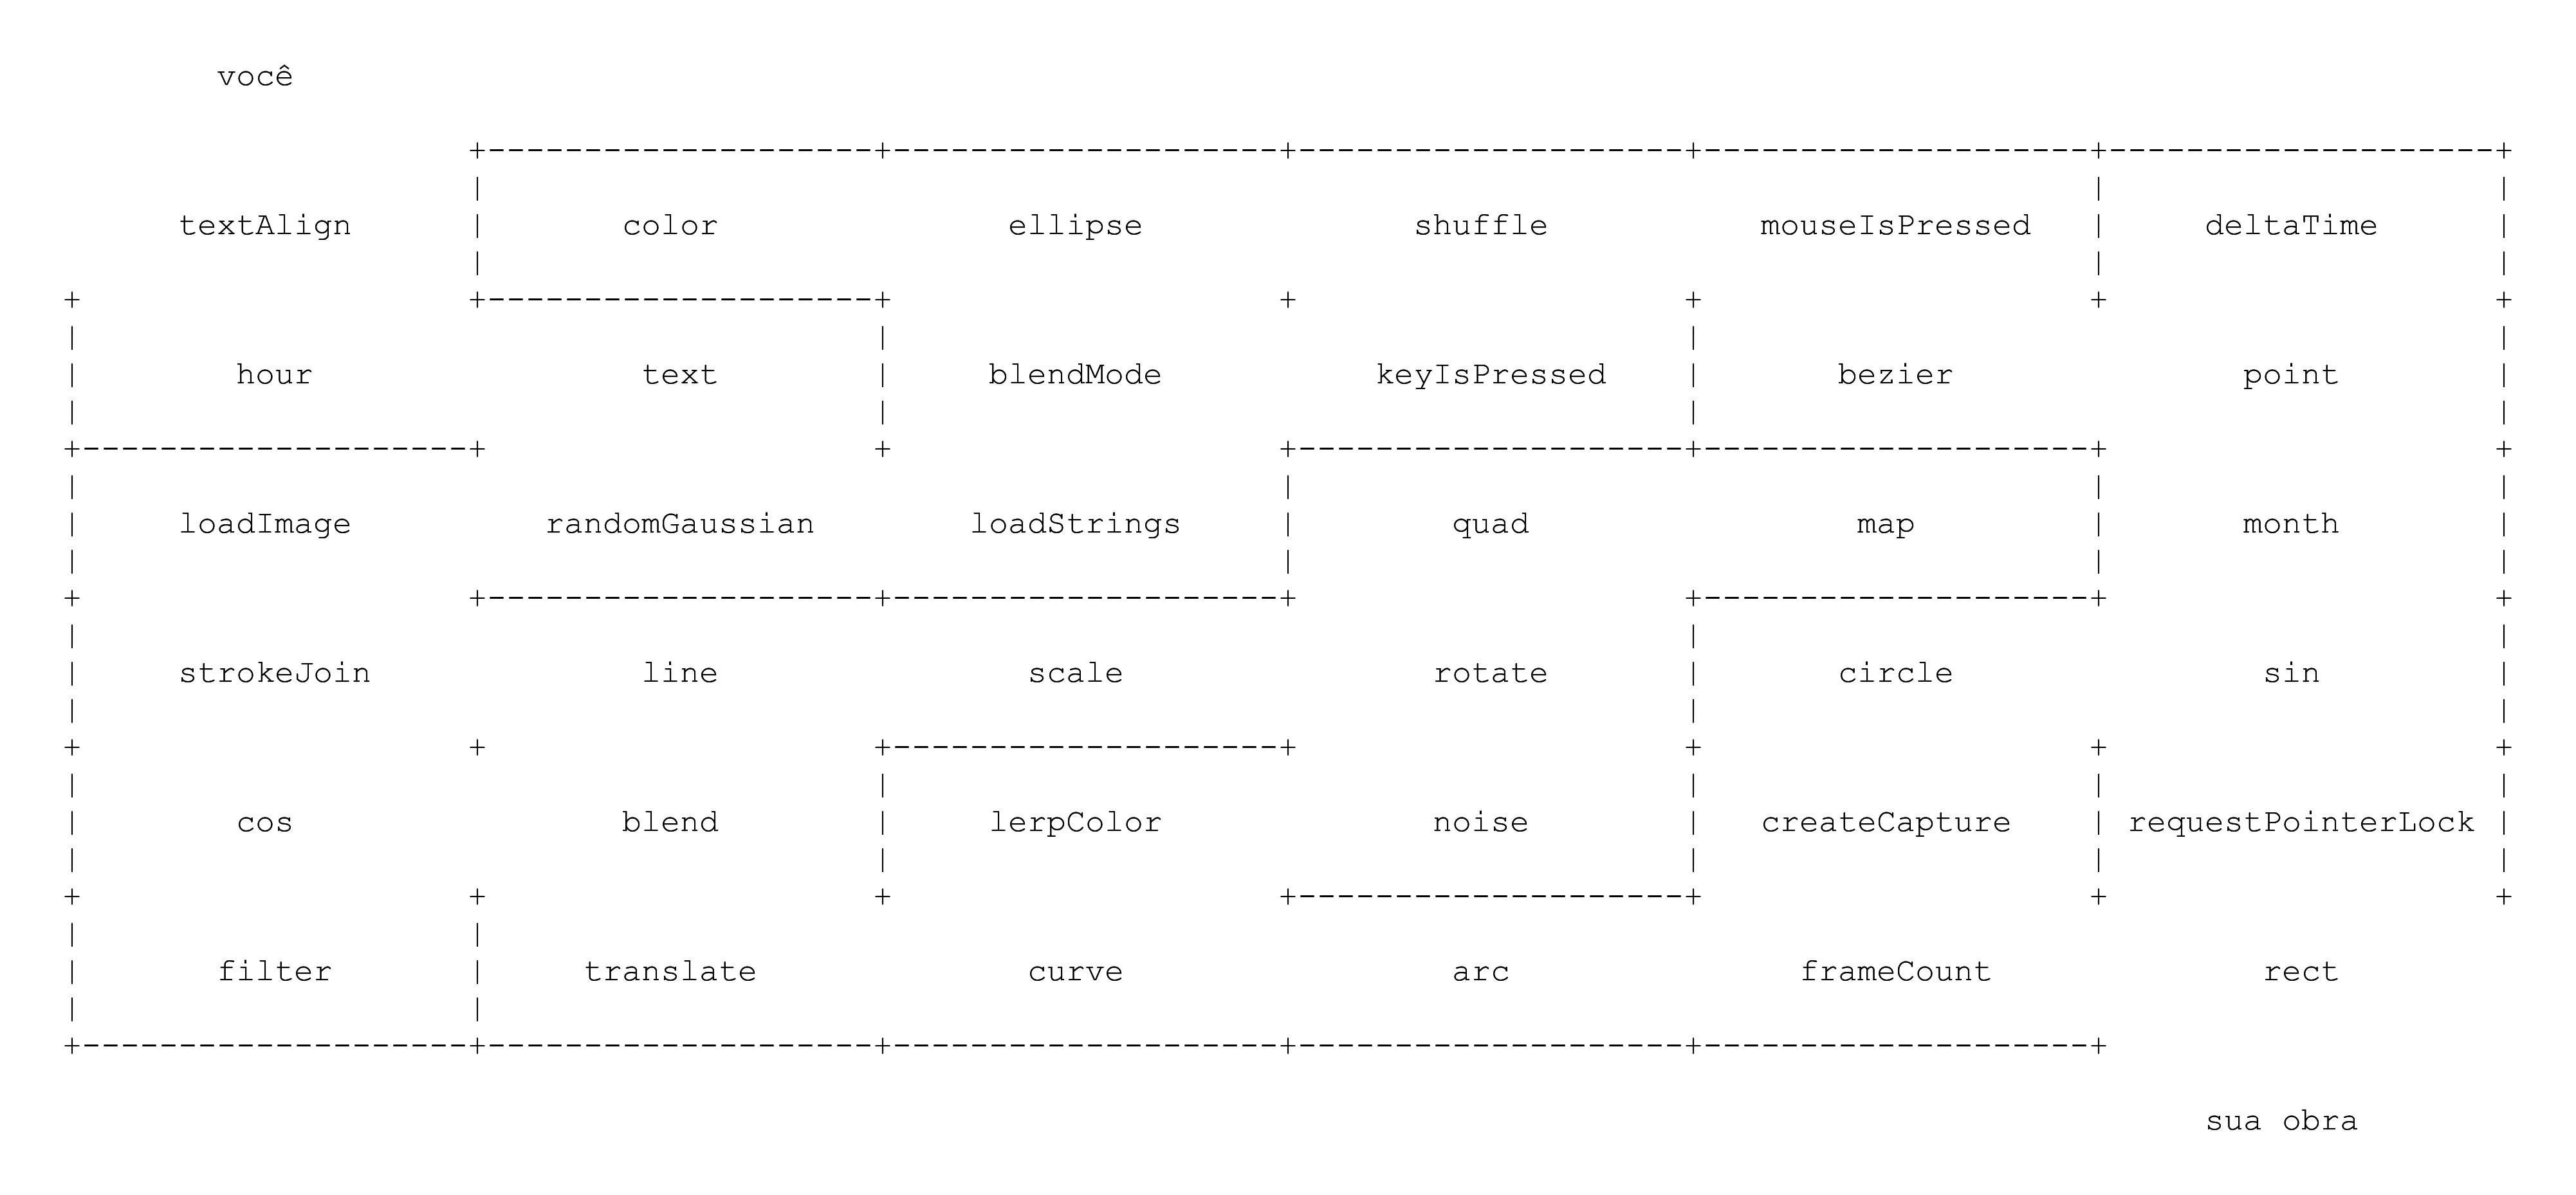 você
textAlign color ellipse shuffle mouseIsPressed deltaTime
hour text blendMode keyIsPressed bezier point
loadImage randomGaussian loadStrings quad map month
strokeJoin line scale rotate circle sin
cos blend lerpColor noise createCapture requestPointerLock
filter translate curve arc frameCount rect
sua obra